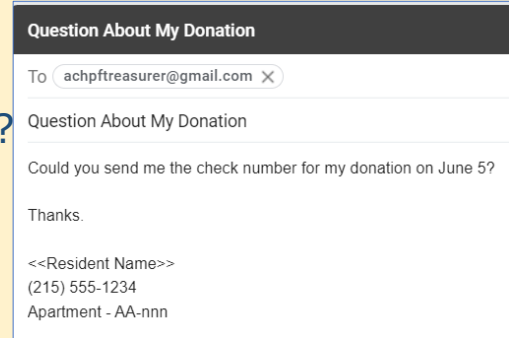 Question About My Donation
To achpftreasurer@gmail.com ×
?
Question About My Donation
Could you send me the check number for my donation on June 5?
Thanks.
<<Resident Name>>
(215) 555-1234
Apartment - AA-nnn